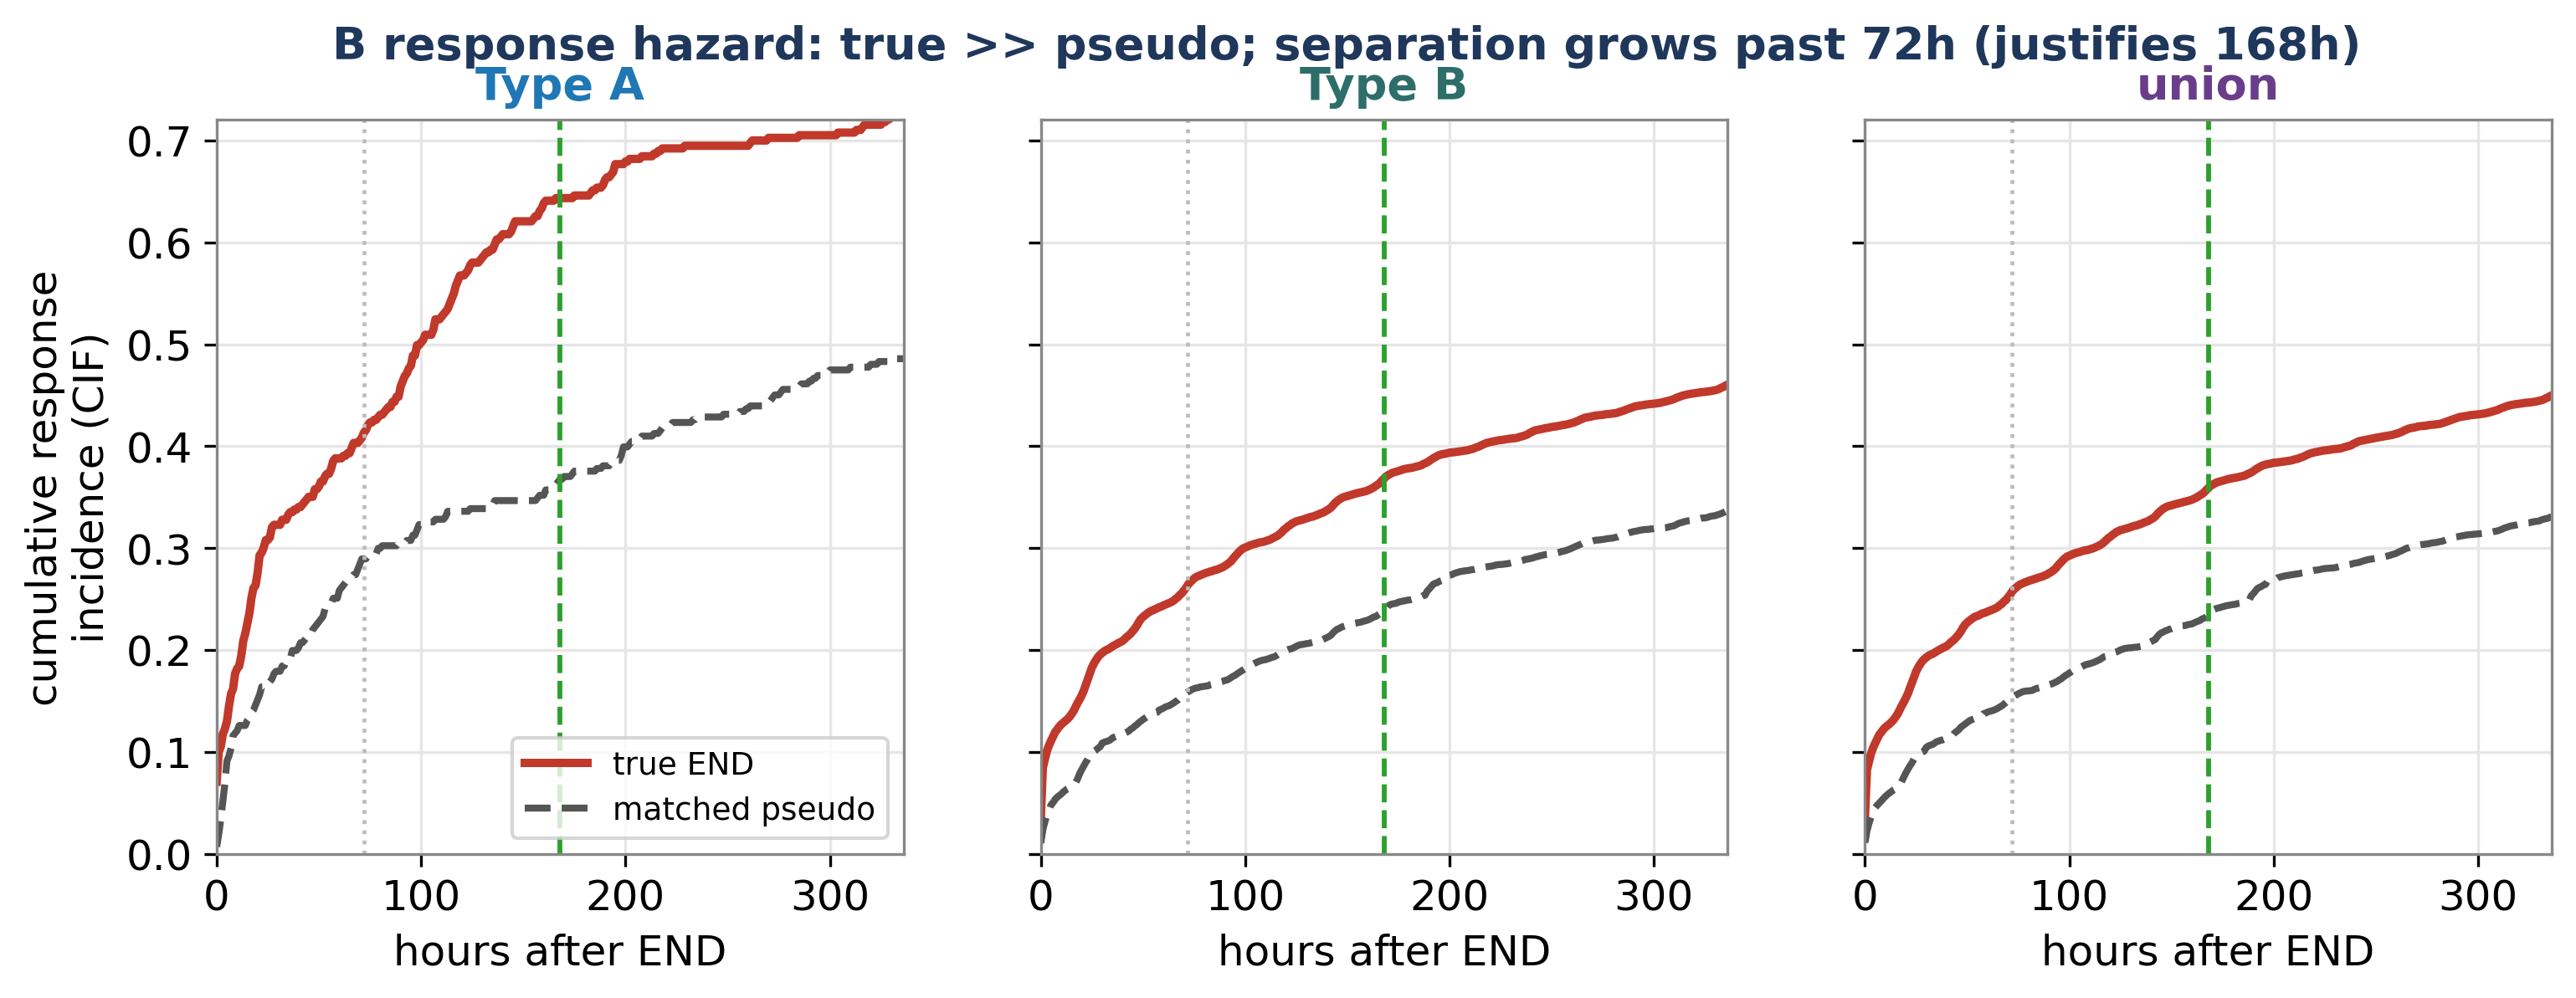 B response hazard: true >> pseudo; separation grows past 72h (justifies 168h)
Type A
Type B
union
cumulative response
incidence (CIF)
0.7
0.6
0.5
0.4
0.3
0.2
0.1
0.0
true END
matched pseudo
0 100 200 300
0 100 200 300
0 100 200 300
hours after END
hours after END
hours after END